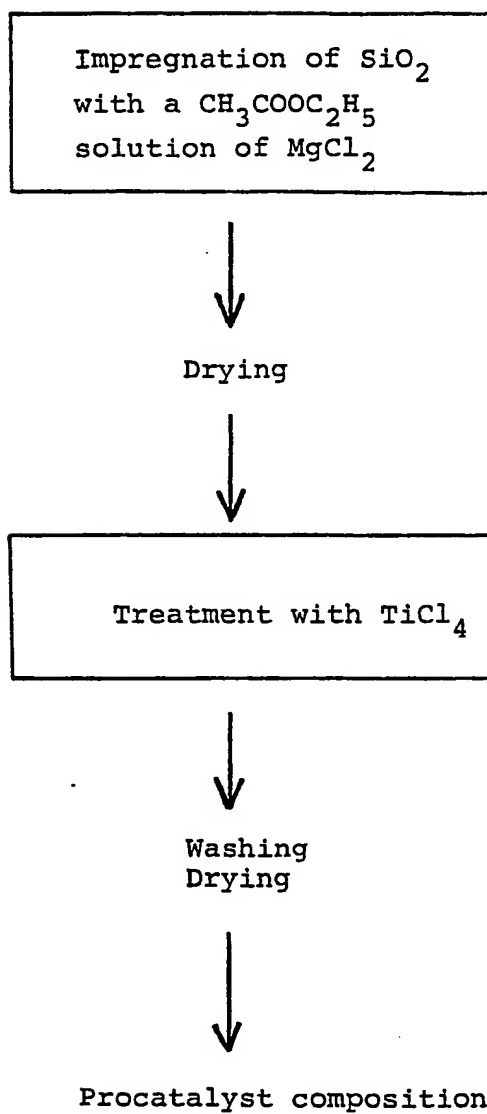 Impregnation of SiO₂
with a CH₃COOC₂H₅
solution of MgCl₂
Drying
Treatment with TiCl₄
Washing
Drying
Procatalyst composition